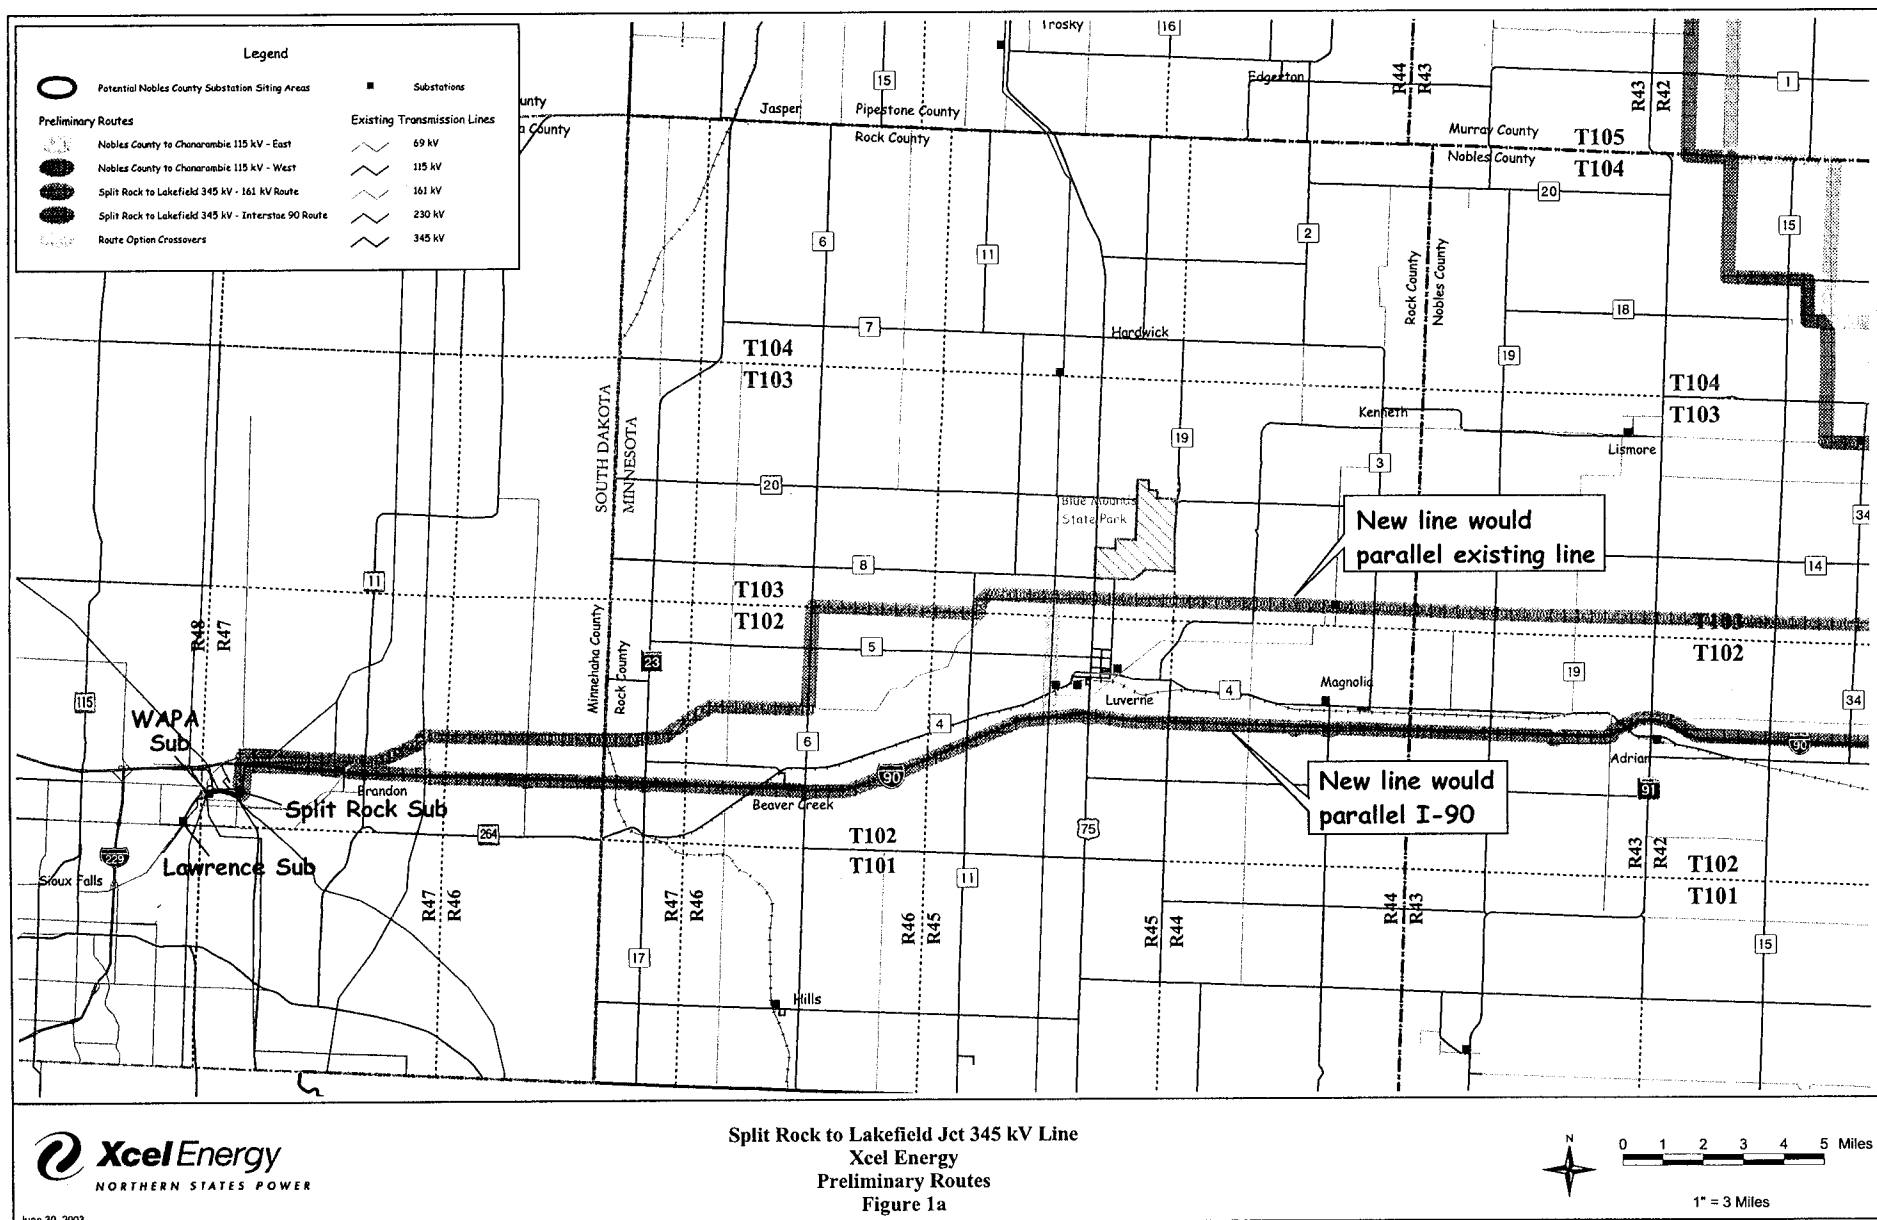 Legend
Potential Nobles County Substation Siting Areas
Substations
Preliminary Routes
Existing Transmission Lines
Nobles County to Chanarambie 115 kV - East
69 kV
Nobles County to Chanarambie 115 kV - West
115 kV
Split Rock to Lakefield 345 kV - 161 kV Route
161 kV
Split Rock to Lakefield 345 kV - Interstae 90 Route
230 kV
Route Option Crossovers
345 kV
Trosky
16
15
Edgerton
R44
R43
R43
R42
1
unty
a County
Jasper
Pipestone County
Rock County
Murray County
T105
Nobles County
T104
20
6
11
2
15
Rock County
Nobles County
7
Hardwick
18
19
T104
T103
T104
T103
SOUTH DAKOTA
MINNESOTA
Kenneth
Lismore
19
3
20
Blue Mounds
State Park
New line would
parallel existing line
34
8
14
11
T103
T102
T103
T102
R48
R47
Minnehaha County
Rock County
23
5
19
115
WAPA
Sub
4
Luverne
4
Magnolia
34
6
90
90
Adrian
Brandon
Split Rock Sub
Beaver Creek
New line would
parallel I-90
91
264
T102
T101
75
229
Lawrence Sub
Sioux Falls
11
R43
R42
T102
T101
R47
R46
R47
R46
R46
R45
R45
R44
R44
R43
17
15
Hills
Xcel Energy
NORTHERN STATES POWER
Split Rock to Lakefield Jct 345 kV Line
Xcel Energy
Preliminary Routes
Figure 1a
N
0 1 2 3 4 5 Miles
1" = 3 Miles
June 30, 2003